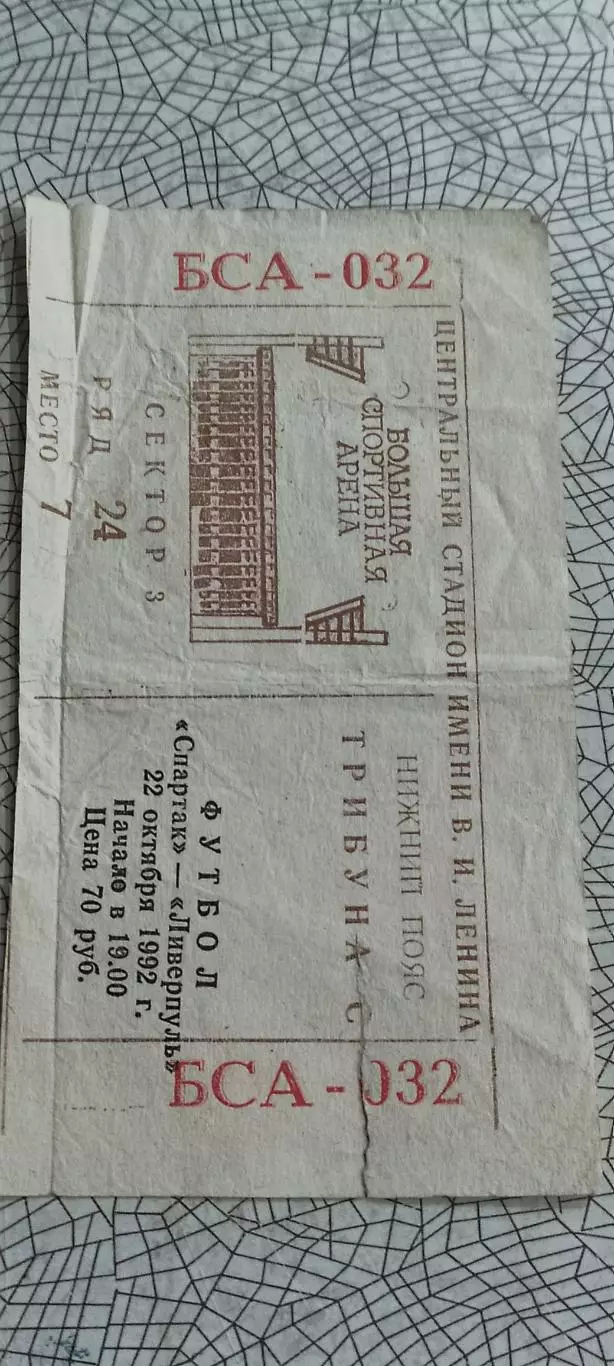 БСА - 032
ЦЕНТРАЛЬНЫЙ СТАДИОН ИМЕНИ В. И. ЛЕНИНА
БОЛЬШАЯ
СПОРТИВНАЯ
АРЕНА
СЕКТОР 3
РЯД 24
МЕСТО 7
НИЖНИЙ ПОЯС
ТРИБУНА С
ФУТБОЛ
«Спартак» — «Ливерпуль»
22 октября 1992 г.
Начало в 19.00
Цена 70 руб.
БСА - 032